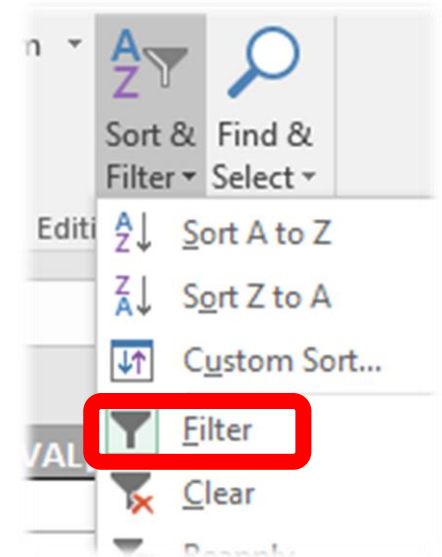 Sort & Find &
Filter Select
Editi
Sort A to Z
Sort Z to A
Custom Sort...
Filter
VAL
Clear